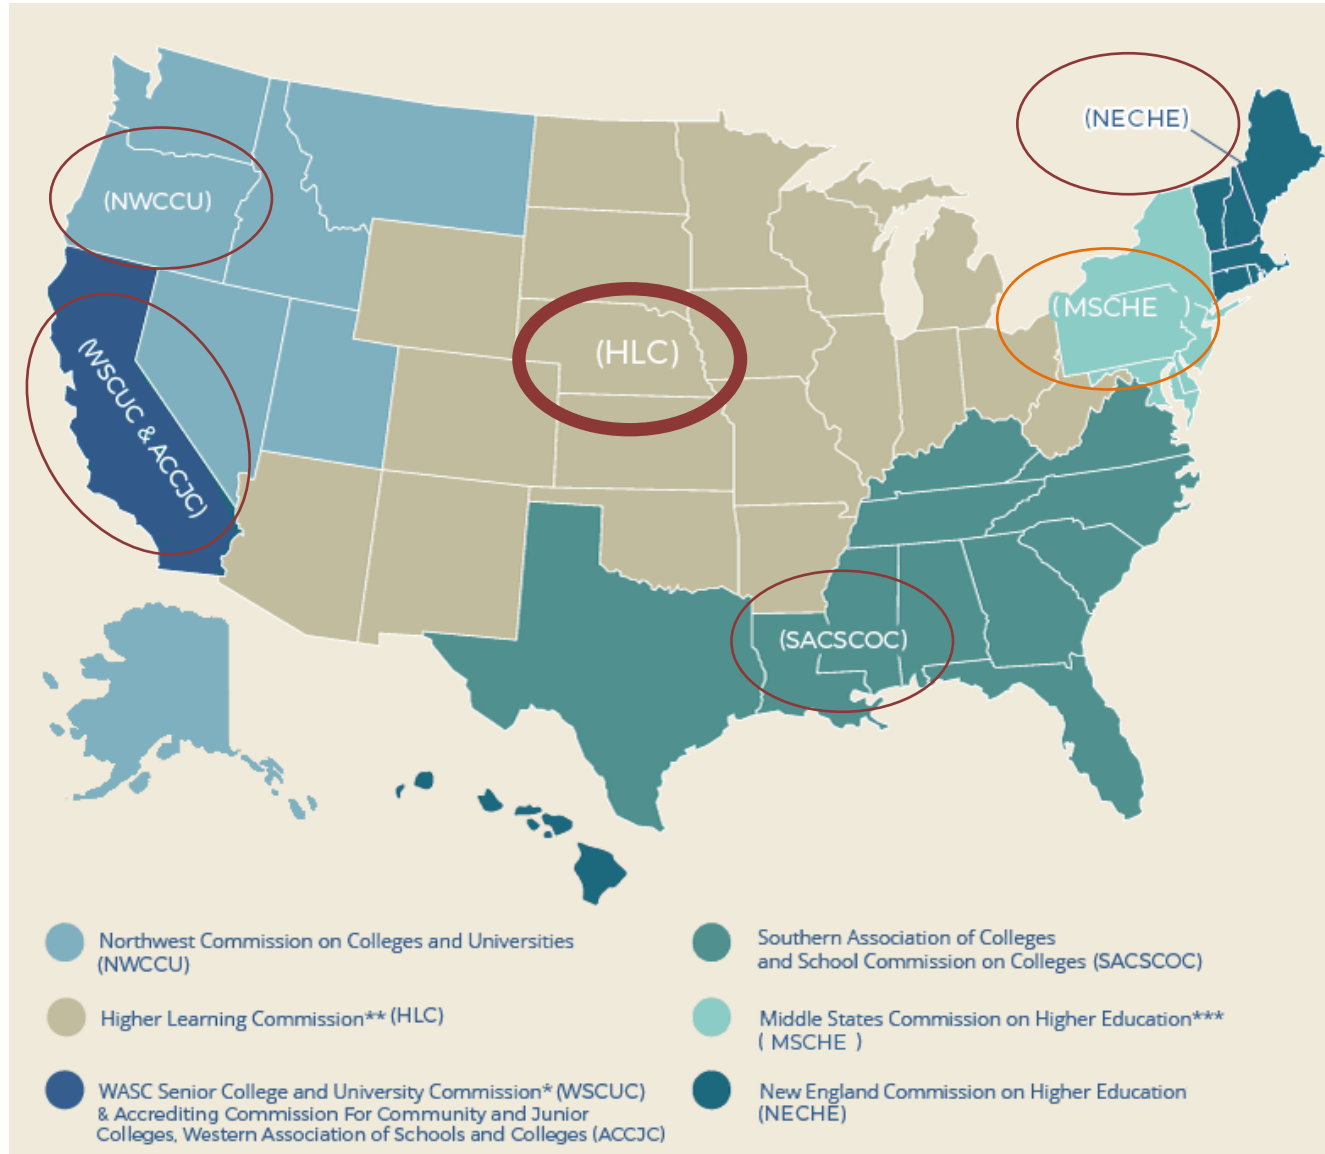 (NECHE)
(NWCCU)
(MSCHE )
(HLC)
(WSCUC & ACCJC)
(SACSCOC)
Northwest Commission on Colleges and Universities
(NWCCU)
Higher Learning Commission** (HLC)
WASC Senior College and University Commission* (WSCUC)
& Accrediting Commission For Community and Junior
Colleges, Western Association of Schools and Colleges (ACCJC)
Southern Association of Colleges
and School Commission on Colleges (SACSCOC)
Middle States Commission on Higher Education***
( MSCHE )
New England Commission on Higher Education
(NECHE)